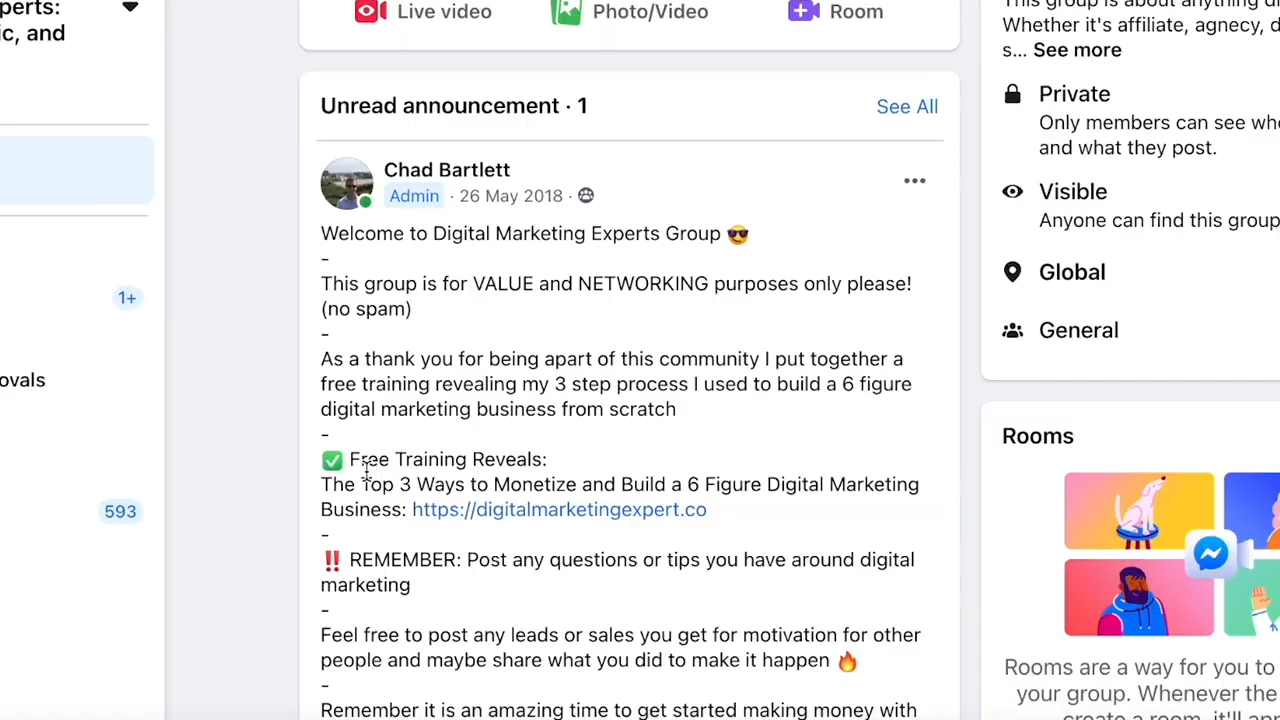 perts:
ic, and
1+
ovals
593
Live video
Photo/Video
Room
Unread announcement · 1
See All
Chad Bartlett
Admin · 26 May 2018 ·
Welcome to Digital Marketing Experts Group 😎
-
This group is for VALUE and NETWORKING purposes only please!
(no spam)
-
As a thank you for being apart of this community I put together a
free training revealing my 3 step process I used to build a 6 figure
digital marketing business from scratch
-
✅ Free Training Reveals:
The Top 3 Ways to Monetize and Build a 6 Figure Digital Marketing
Business: https://digitalmarketingexpert.co
-
‼️ REMEMBER: Post any questions or tips you have around digital
marketing
-
Feel free to post any leads or sales you get for motivation for other
people and maybe share what you did to make it happen 🔥
-
Remember it is an amazing time to get started making money with
This group is about anything di
Whether it's affiliate, agnecy, d
s... See more
Private
Only members can see who
and what they post.
Visible
Anyone can find this group
Global
General
Rooms
Rooms are a way for you to
your group. Whenever the
create a room, it'll